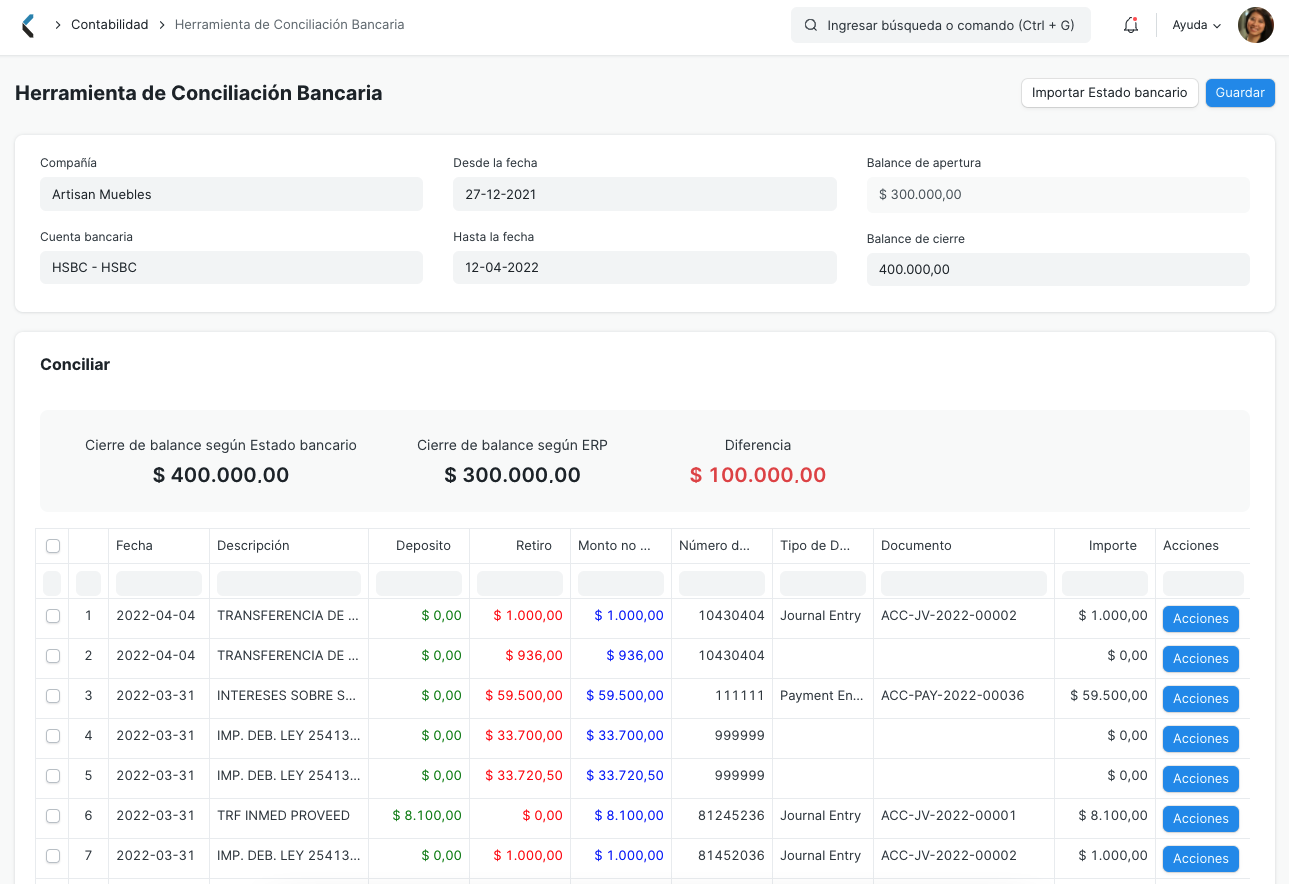 Contabilidad Herramienta de Conciliación Bancaria Ingresar búsqueda o comando (Ctrl + G) Ayuda
Herramienta de Conciliación Bancaria Importar Estado bancario Guardar
Compañía Desde la fecha Balance de apertura
Artisan Muebles 27-12-2021 $ 300.000,00
Cuenta bancaria Hasta la fecha Balance de cierre
HSBC - HSBC 12-04-2022 400.000,00
Conciliar
Cierre de balance según Estado bancario Cierre de balance según ERP Diferencia
$ 400.000,00 $ 300.000,00 $ 100.000,00
Fecha Descripción Deposito Retiro Monto no ... Número d... Tipo de D... Documento Importe Acciones
1 2022-04-04 TRANSFERENCIA DE ... $ 0,00 $ 1.000,00 $ 1.000,00 10430404 Journal Entry ACC-JV-2022-00002 $ 1.000,00 Acciones
2 2022-04-04 TRANSFERENCIA DE ... $ 0,00 $ 936,00 $ 936,00 10430404 $ 0,00 Acciones
3 2022-03-31 INTERESES SOBRE S... $ 0,00 $ 59.500,00 $ 59.500,00 111111 Payment En... ACC-PAY-2022-00036 $ 59.500,00 Acciones
4 2022-03-31 IMP. DEB. LEY 25413... $ 0,00 $ 33.700,00 $ 33.700,00 999999 $ 0,00 Acciones
5 2022-03-31 IMP. DEB. LEY 25413... $ 0,00 $ 33.720,50 $ 33.720,50 999999 $ 0,00 Acciones
6 2022-03-31 TRF INMED PROVEED $ 8.100,00 $ 0,00 $ 8.100,00 81245236 Journal Entry ACC-JV-2022-00001 $ 8.100,00 Acciones
7 2022-03-31 IMP. DEB. LEY 25413... $ 0,00 $ 1.000,00 $ 1.000,00 81452036 Journal Entry ACC-JV-2022-00002 $ 1.000,00 Acciones